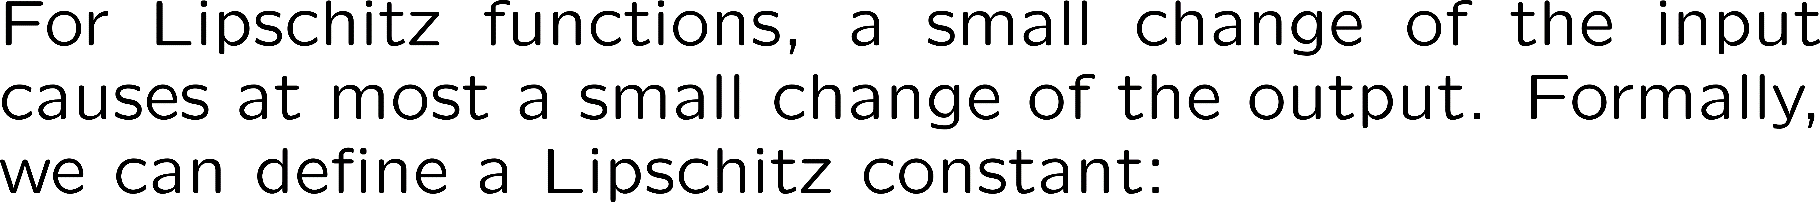 For Lipschitz functions, a small change of the input
causes at most a small change of the output. Formally,
we can define a Lipschitz constant: